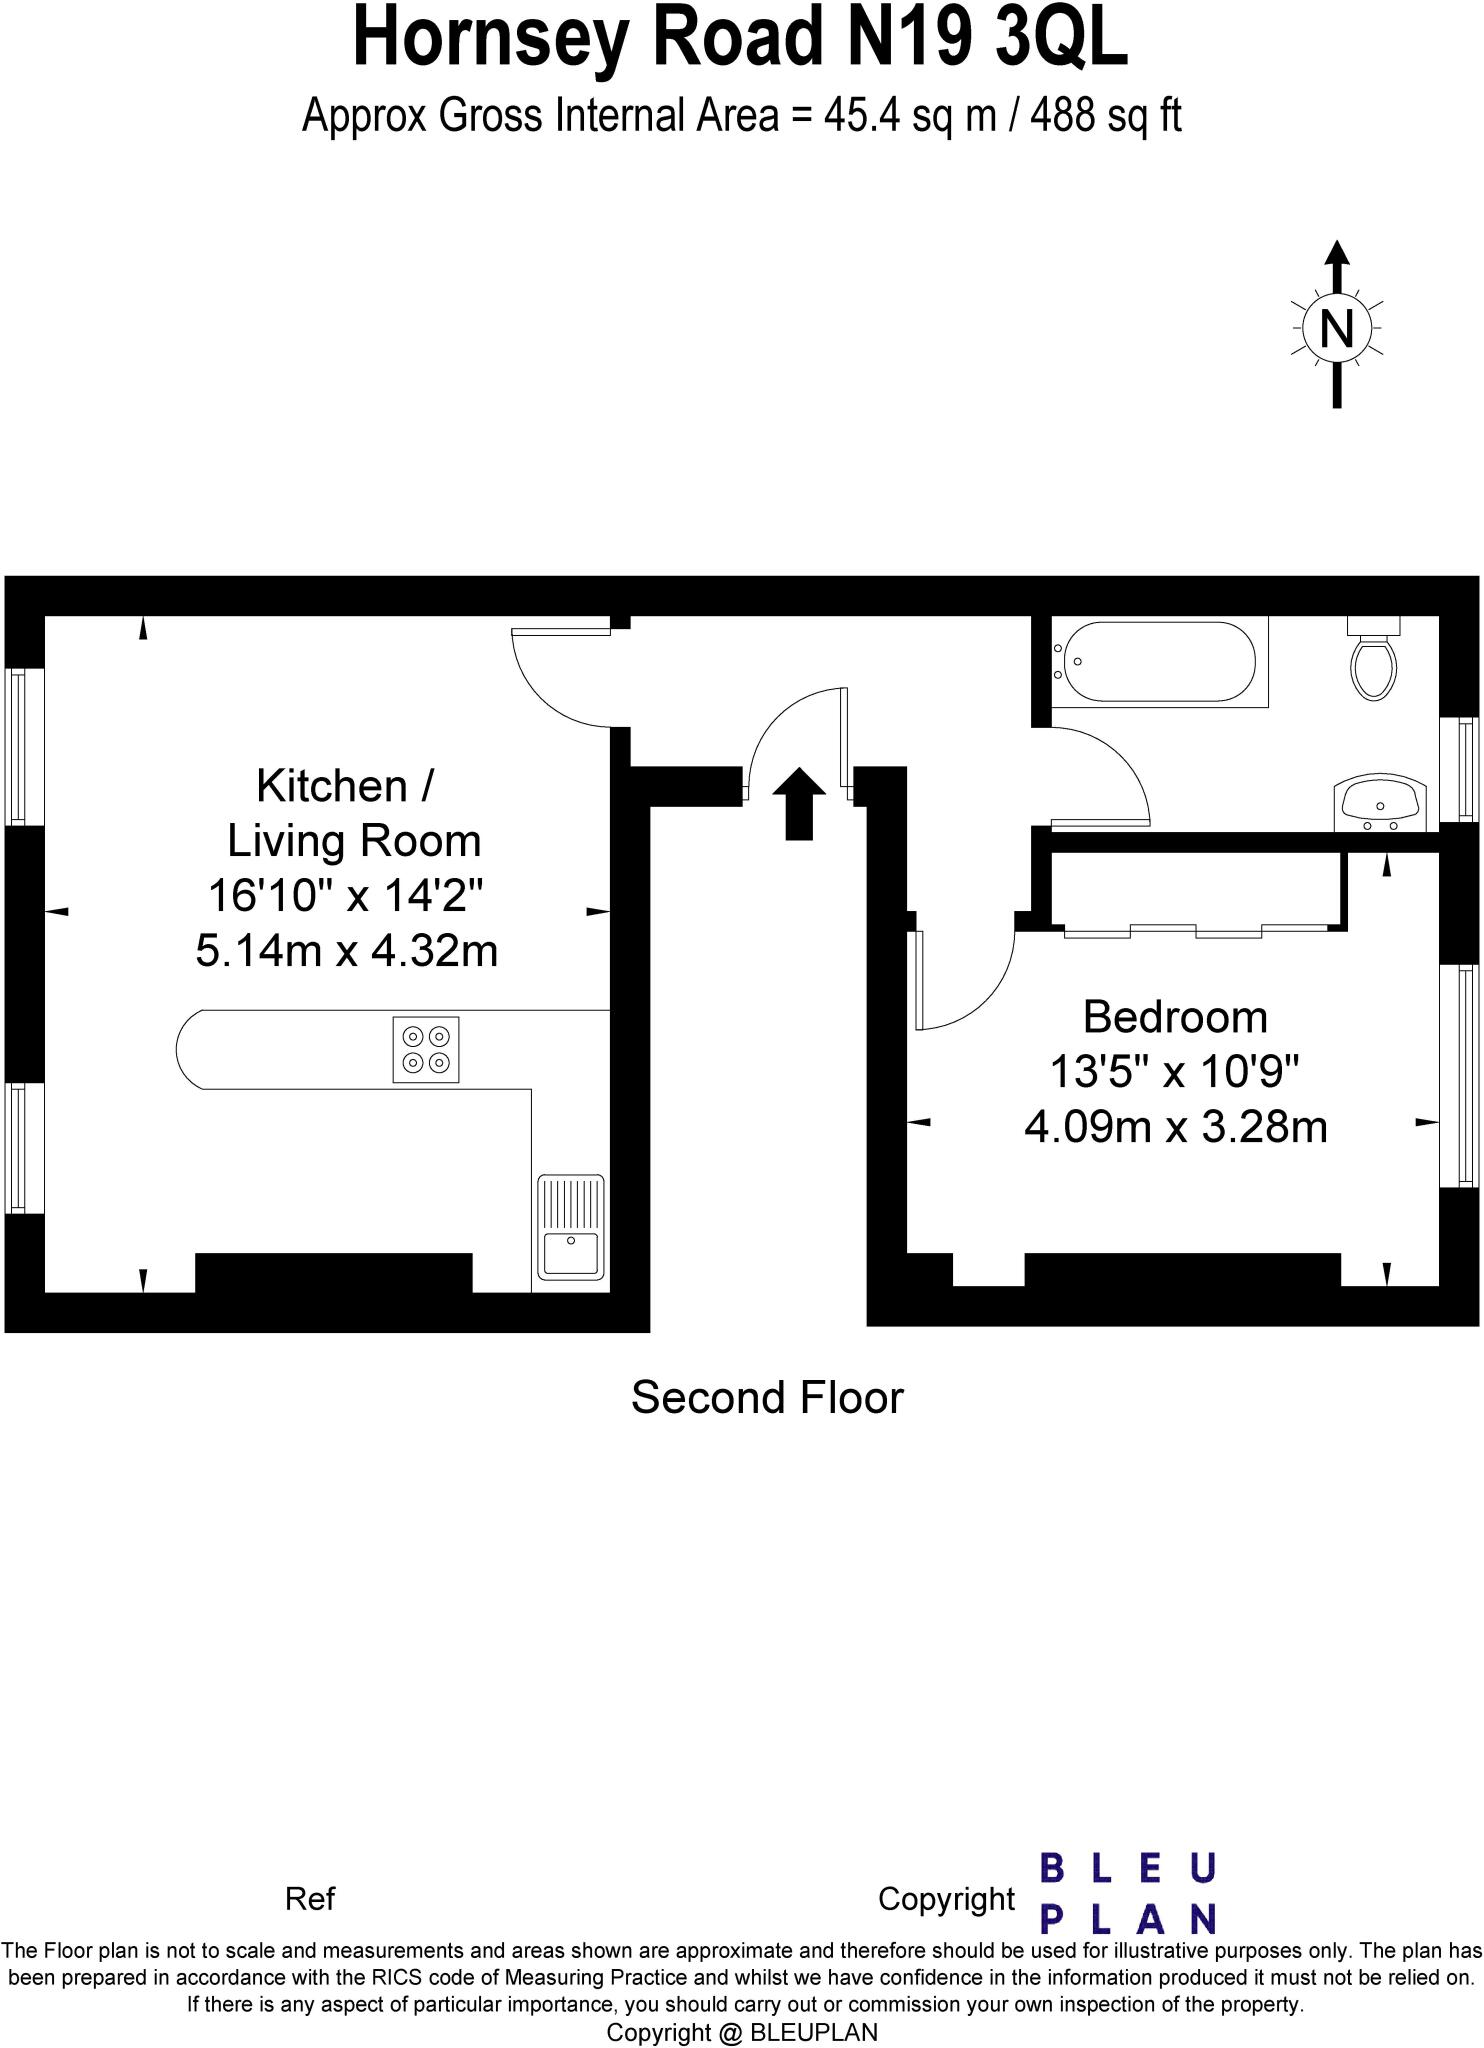 Hornsey Road N19 3QL
Approx Gross Internal Area = 45.4 sq m / 488 sq ft
N
Kitchen /
Living Room
16'10" x 14'2"
5.14m x 4.32m
Bedroom
13'5" x 10'9"
4.09m x 3.28m
Second Floor
Ref
Copyright
BLEU
PLAN
The Floor plan is not to scale and measurements and areas shown are approximate and therefore should be used for illustrative purposes only. The plan has
been prepared in accordance with the RICS code of Measuring Practice and whilst we have confidence in the information produced it must not be relied on.
If there is any aspect of particular importance, you should carry out or commission your own inspection of the property.
Copyright @ BLEUPLAN